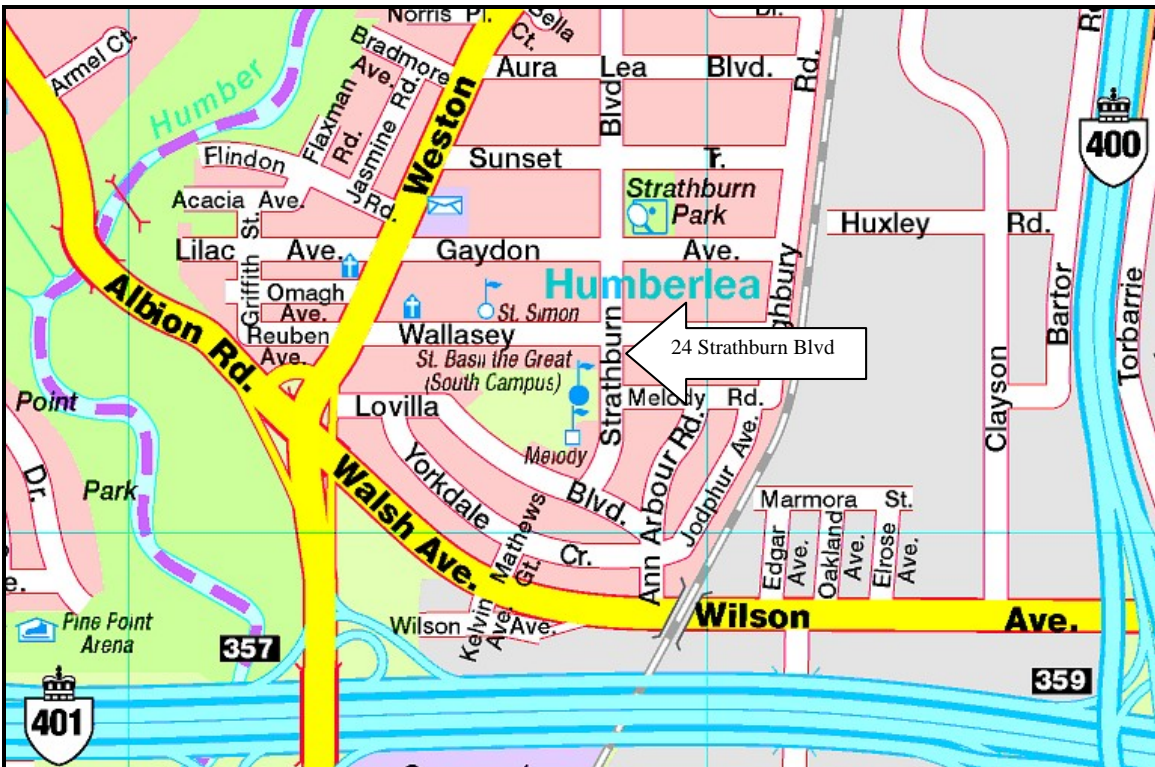 Norris Pl.
Sella
Ct.
Dr.
Armel Ct.
Bradmore
Ave.
Aura Lea Blvd.
Rd.
Humber
Flaxman
Rd.
Jasmine Rd.
Weston
Blvd.
400
Flindon
Rd.
Sunset Tr.
Acacia Ave.
Strathburn
Park
Huxley Rd.
Lilac Ave.
Gaydon Ave.
Griffith St.
Omagh
Ave.
Humberlea
St. Simon
ghbury
Bartor
Torbarrie
Albion Rd.
Reuben
Ave.
Wallasey
24 Strathburn Blvd
St. Basil the Great
(South Campus)
Strathburn
Clayson
Point
Lovilla
Melody Rd.
Melody
Park
Dr.
Yorkdale
Blvd.
Ann Arbour Rd.
Jodphur Ave.
Marmora St.
Walsh Ave.
Mathews
Gt.
Cr.
Edgar
Ave.
Oakland
Ave.
Elrose
Ave.
e.
Pine Point
Arena
Wilson Ave.
Kelvin
Ave.
Wilson Ave.
357
359
401